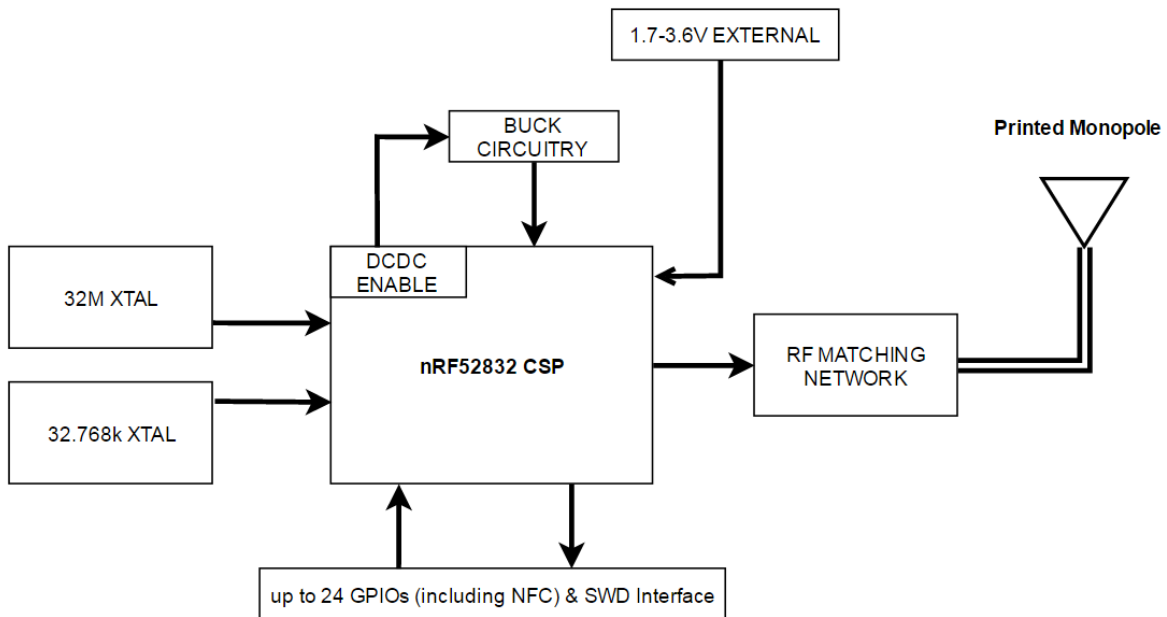 1.7-3.6V EXTERNAL
BUCK
CIRCUITRY
Printed Monopole
DCDC
ENABLE
32M XTAL
nRF52832 CSP
RF MATCHING
NETWORK
32.768k XTAL
up to 24 GPIOs (including NFC) & SWD Interface